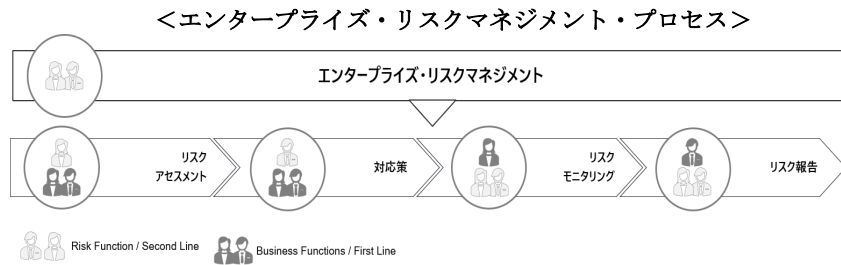 ＜エンタープライズ・リスクマネジメント・プロセス＞
エンタープライズ・リスクマネジメント
リスク
アセスメント
対応策
リスク
モニタリング
リスク報告
Risk Function / Second Line
Business Functions / First Line